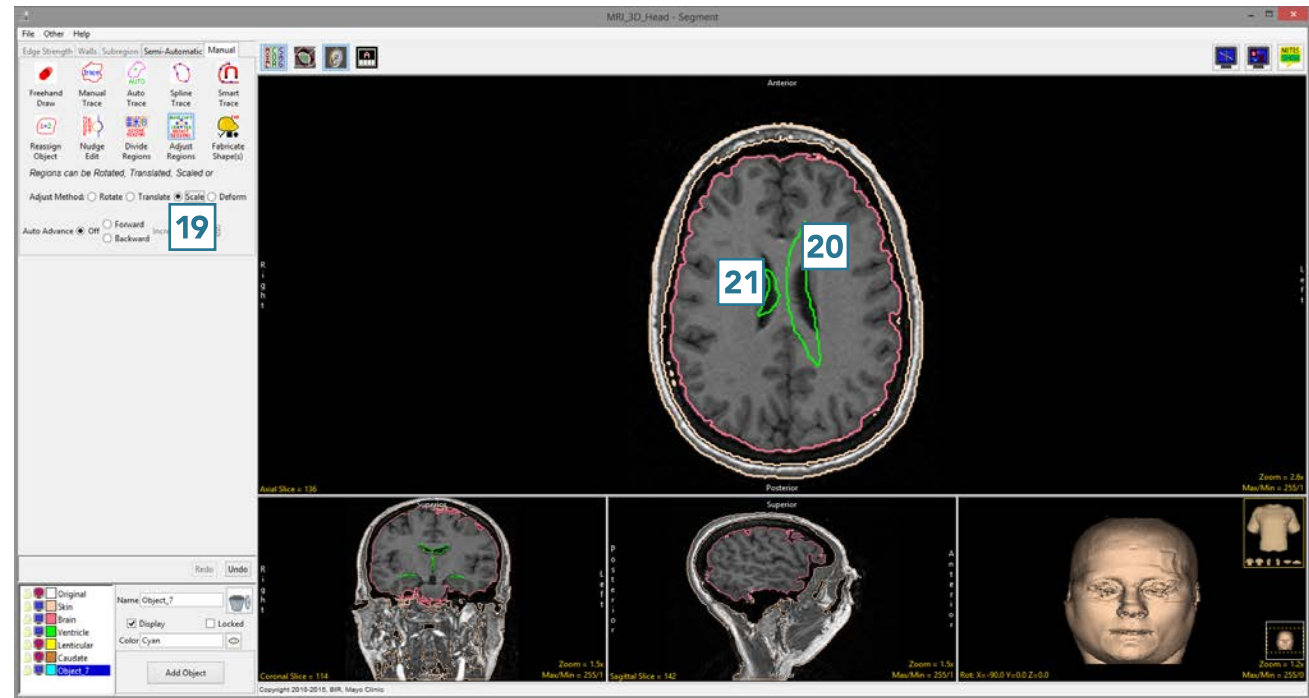 MRI_3D_Head - Segment
File Other Help
Edge Strength Walls Subregion Semi-Automatic Manual
Freehand Draw
Manual Trace
Auto Trace
Spline Trace
Smart Trace
Reassign Object
Nudge Edit
Divide Regions
Adjust Regions
Fabricate Shape(s)
Regions can be Rotated, Translated, Scaled or
Adjust Method: Rotate Translate Scale Deform
Auto Advance Off Forward
Backward
19
Anterior
Right
Left
20
21
Axial Slice = 136
Posterior
Zoom = 2.6x
Max/Min = 255/1
Superior
Right
Left
Coronal Slice = 114
Zoom = 1.5x
Max/Min = 255/1
Superior
Posterior
Anterior
Sagittal Slice = 142
Zoom = 1.5x
Max/Min = 255/1
Rot: X=-90.0 Y=0.0 Z=0.0
Zoom = 1.2x
Max/Min = 255/0
Redo Undo
Original
Skin
Brain
Ventricle
Lenticular
Caudate
Object_7
Name Object_7
Display Locked
Color Cyan
Add Object
Copyright 2010-2015, BIR, Mayo Clinic